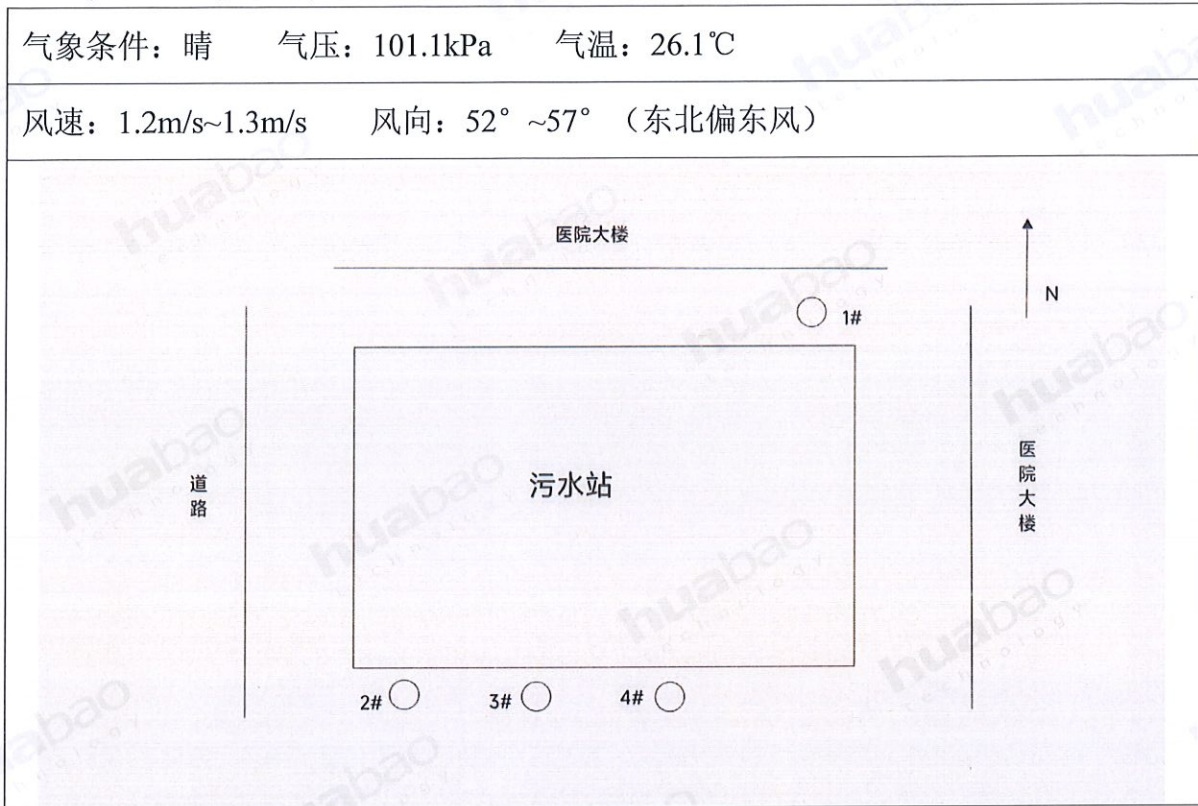 气象条件：晴 气压：101.1kPa 气温：26.1℃
风速：1.2m/s~1.3m/s 风向：52°~57°（东北偏东风）
医院大楼
N
1#
道路
污水站
医院大楼
2# 3# 4#
huabao
technology